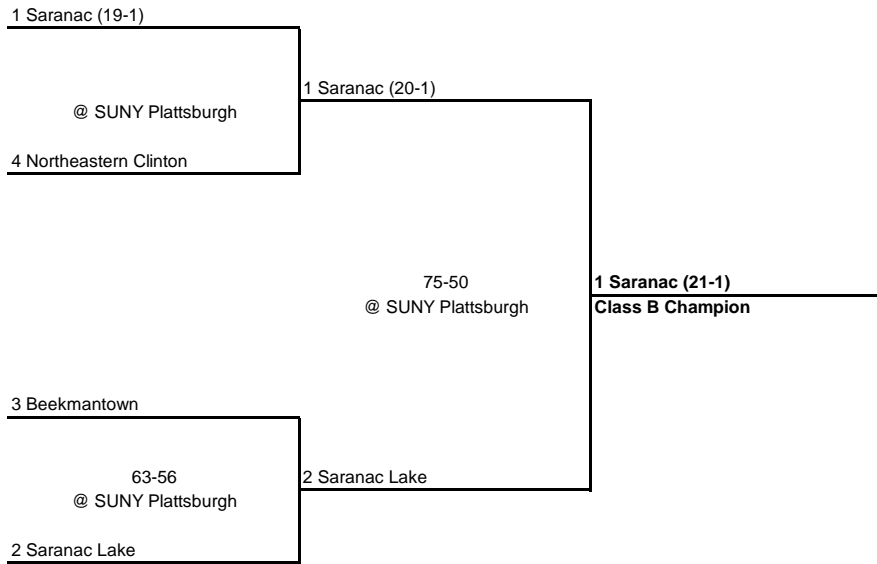 1 Saranac (19-1)
@ SUNY Plattsburgh
4 Northeastern Clinton
1 Saranac (20-1)
75-50
@ SUNY Plattsburgh
1 Saranac (21-1)
Class B Champion
3 Beekmantown
63-56
@ SUNY Plattsburgh
2 Saranac Lake
2 Saranac Lake